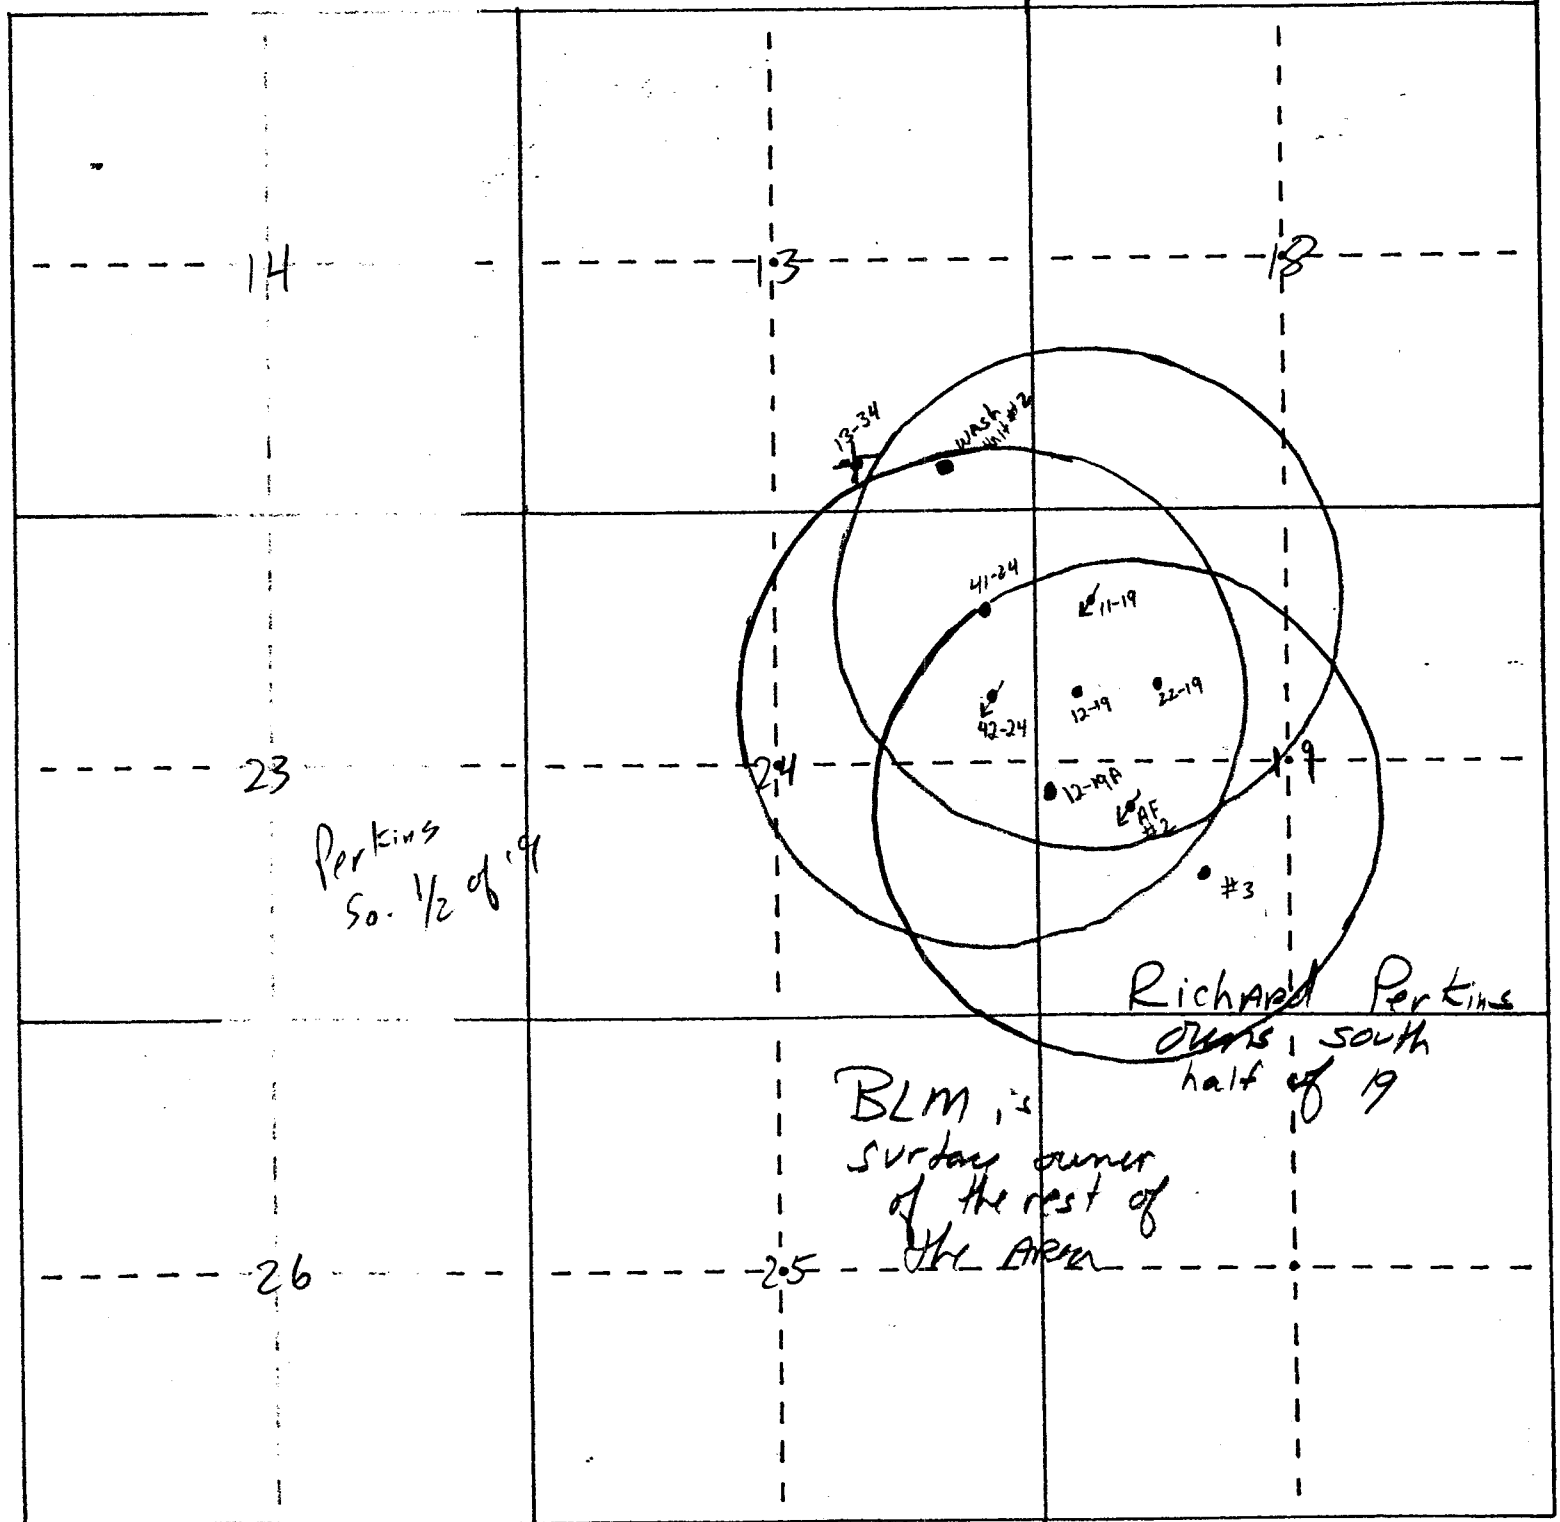 14
13
18
13-34
Wash
unit #2
41-24
11-19
42-24
12-19
22-19
23
24
19
12-19A
AF
#2
Perkins
So. 1/2 of 19
#3
Richard Perkins
owns south
half of 19
BLM is
surface owner
of the rest of
the Area
26
25